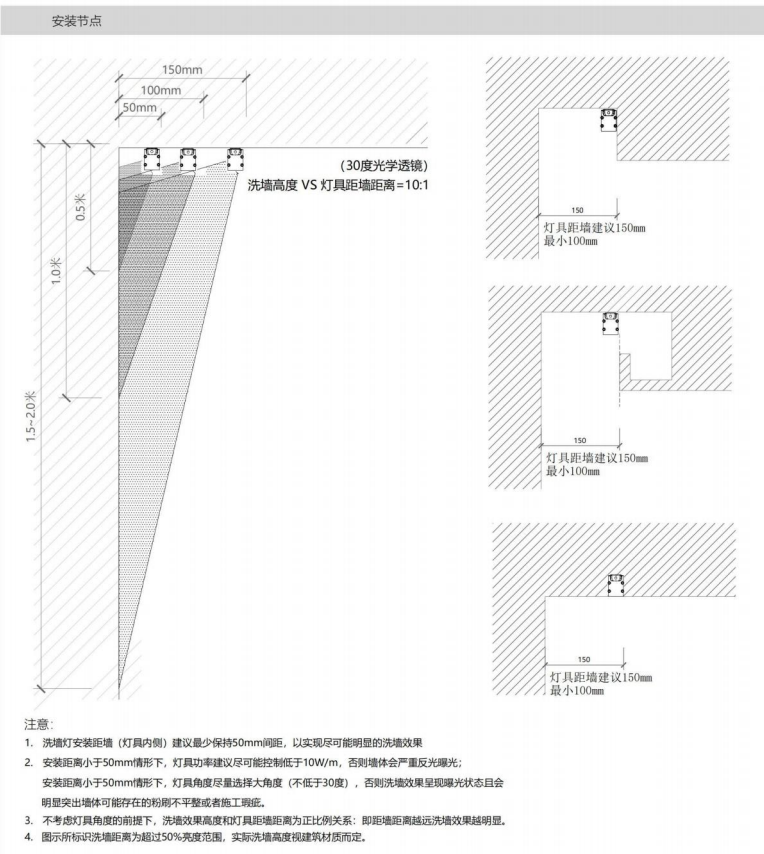 安装节点
150mm
100mm
50mm
（30度光学透镜）
洗墙高度 VS 灯具距墙距离=10:1
0.5米
1.0米
1.5~2.0米
150
灯具距墙建议150mm
最小100mm
150
灯具距墙建议150mm
最小100mm
150
灯具距墙建议150mm
最小100mm
注意：
1. 洗墙灯安装距墙（灯具内侧）建议最少保持50mm间距，以实现尽可能明显的洗墙效果
2. 安装距离小于50mm情形下，灯具功率建议尽可能控制低于10W/m，否则墙体会严重反光曝光；
安装距离小于50mm情形下，灯具角度尽量选择大角度（不低于30度），否则洗墙效果呈现曝光状态且会
明显突出墙体可能存在的粉刷不平整或者施工瑕疵。
3. 不考虑灯具角度的前提下，洗墙效果高度和灯具距墙距离为正比例关系：即距墙距离越远洗墙效果越明显。
4. 图示所标识洗墙距离为超过50%亮度范围，实际洗墙高度视建筑材质而定。